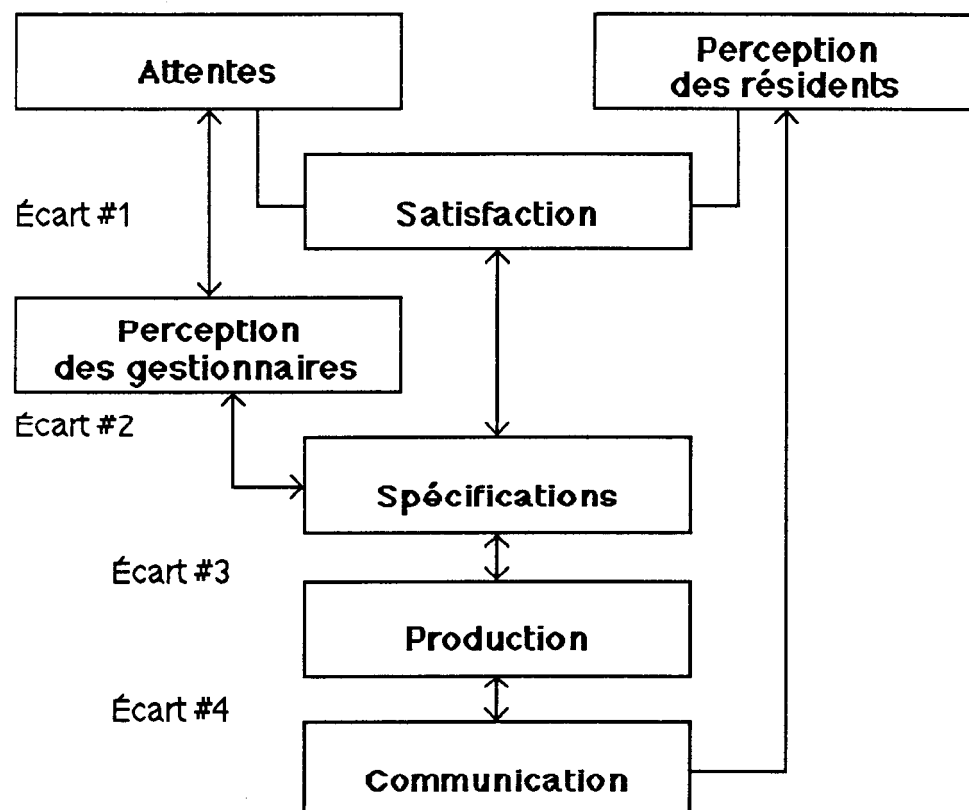 Attentes
Perception
des résidents
Écart #1
Satisfaction
Perception
des gestionnaires
Écart #2
Spécifications
Écart #3
Production
Écart #4
Communication